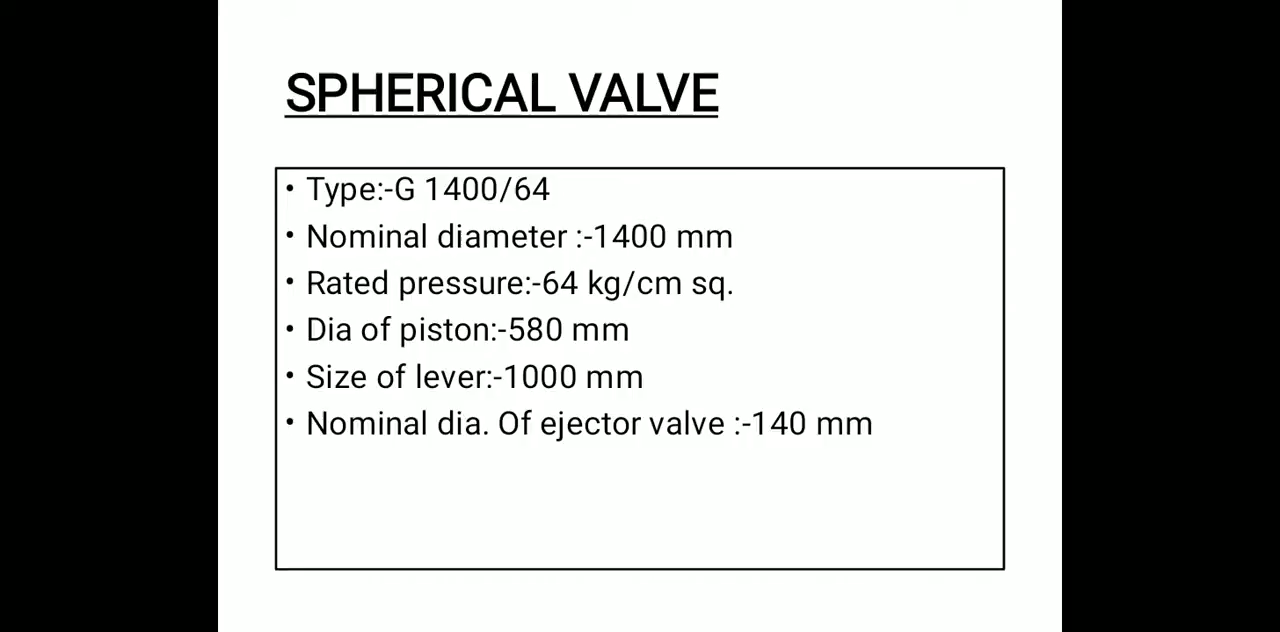 SPHERICAL VALVE
• Type:-G 1400/64
• Nominal diameter :-1400 mm
• Rated pressure:-64 kg/cm sq.
• Dia of piston:-580 mm
• Size of lever:-1000 mm
• Nominal dia. Of ejector valve :-140 mm